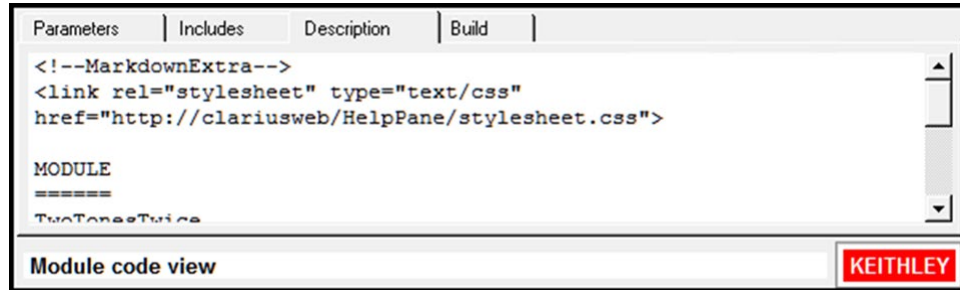 Parameters Includes Description Build
<!--MarkdownExtra-->
<link rel="stylesheet" type="text/css"
href="http://clariusweb/HelpPane/stylesheet.css">
MODULE
======
TwoTonesTwice
Module code view KEITHLEY